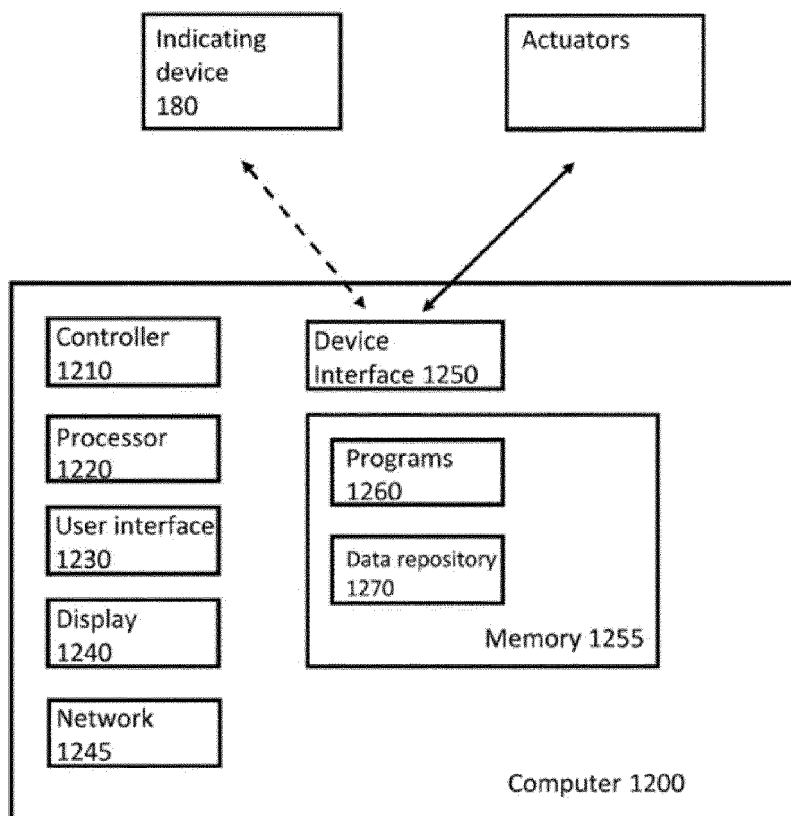 Indicating
device
180
Actuators
Controller
1210
Device
Interface 1250
Processor
1220
Programs
1260
User interface
1230
Data repository
1270
Display
1240
Memory 1255
Network
1245
Computer 1200